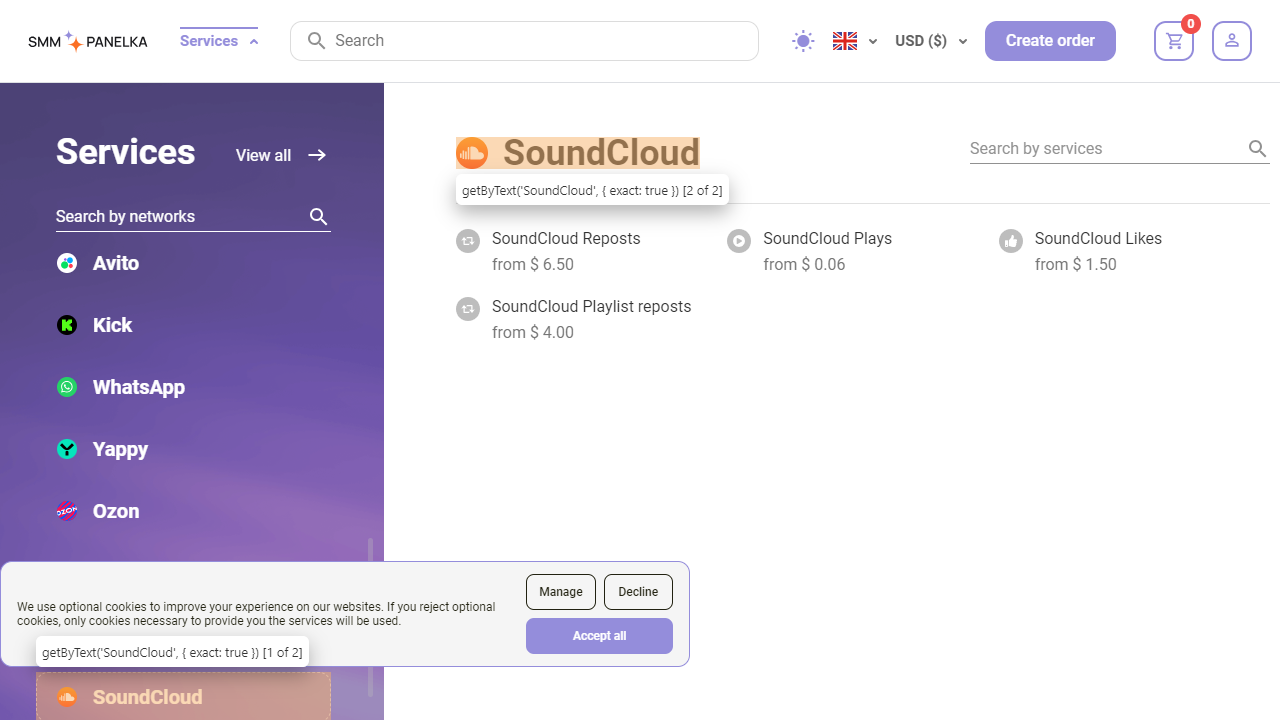 SMM PANELKA
Services
Search
USD ($)
Create order
0
Services
View all
Search by networks
Avito
Kick
WhatsApp
Yappy
Ozon
SoundCloud
SoundCloud
getByText('SoundCloud', { exact: true }) [2 of 2]
Search by services
SoundCloud Reposts
from $ 6.50
SoundCloud Plays
from $ 0.06
SoundCloud Likes
from $ 1.50
SoundCloud Playlist reposts
from $ 4.00
We use optional cookies to improve your experience on our websites. If you reject optional
cookies, only cookies necessary to provide you the services will be used.
Manage
Decline
Accept all
getByText('SoundCloud', { exact: true }) [1 of 2]